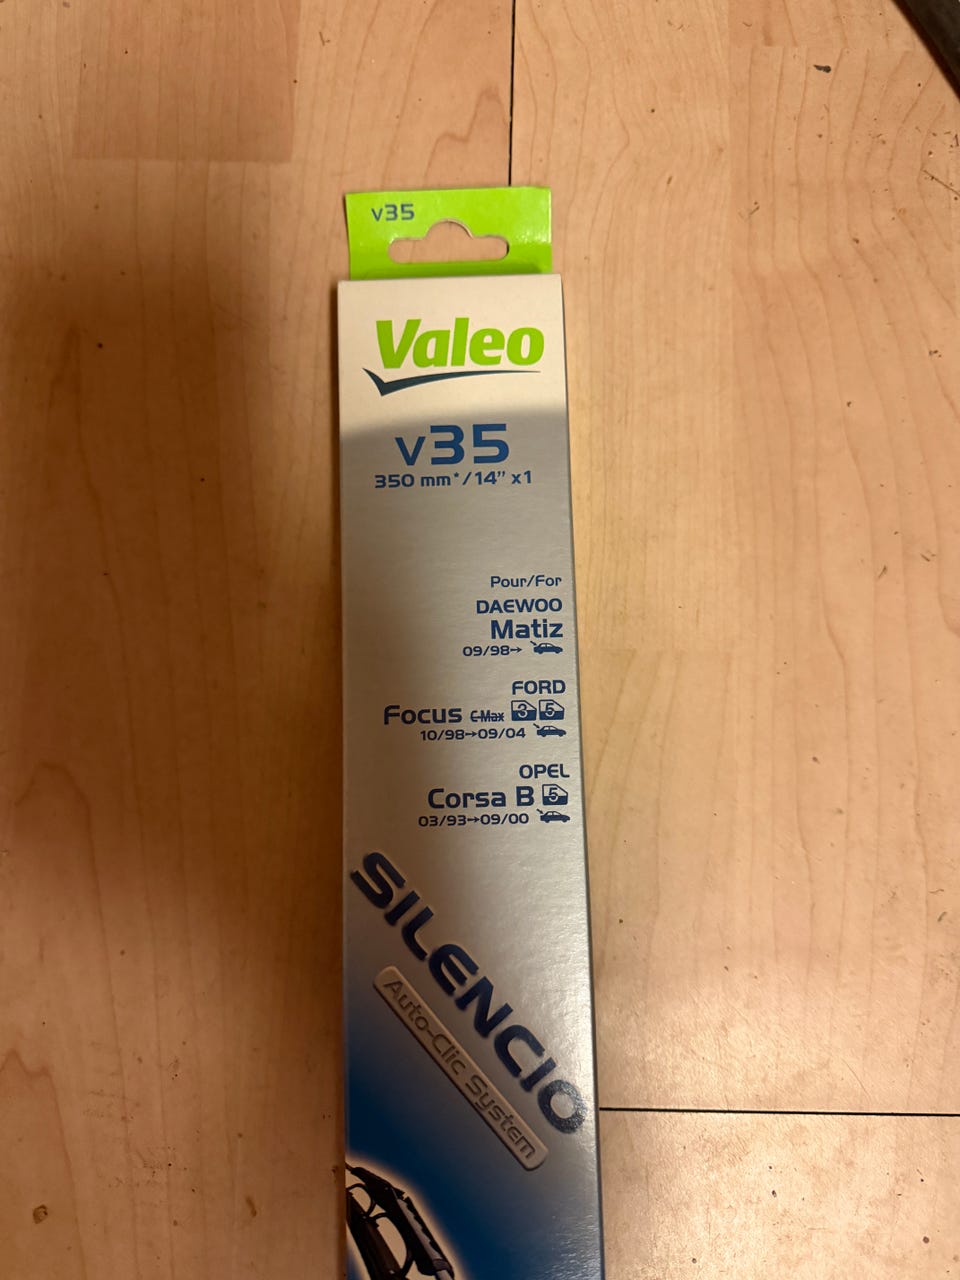 v35
Valeo
v35
350 mm*/14" x1
Pour/For
DAEWOO
Matiz
09/98→
FORD
Focus C-Max 3 5
10/98→09/04
OPEL
Corsa B 5
03/93→09/00
SILENCIO
Auto-Clic System